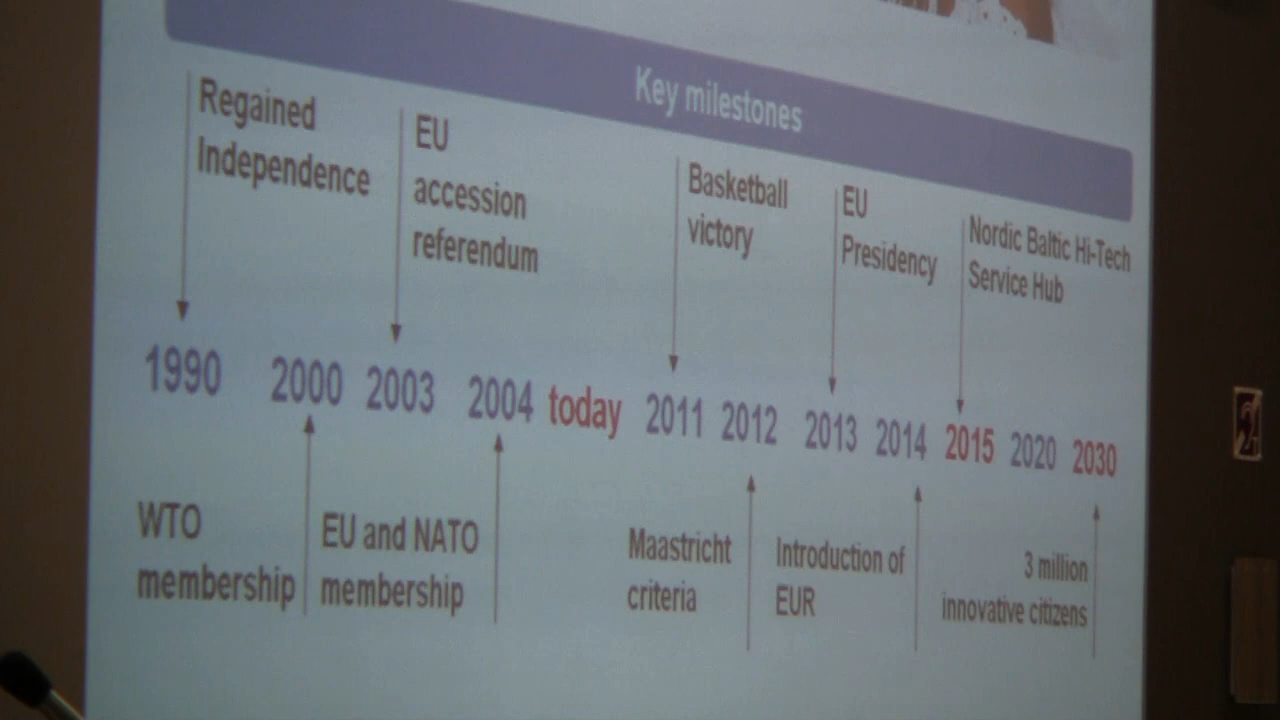 Key milestones
Regained
Independence
EU
accession
referendum
Basketball
victory
EU
Presidency
Nordic Baltic Hi-Tech
Service Hub
1990 2000 2003 2004 today 2011 2012 2013 2014 2015 2020 2030
WTO
membership
EU and NATO
membership
Maastricht
criteria
Introduction of
EUR
3 million
innovative citizens